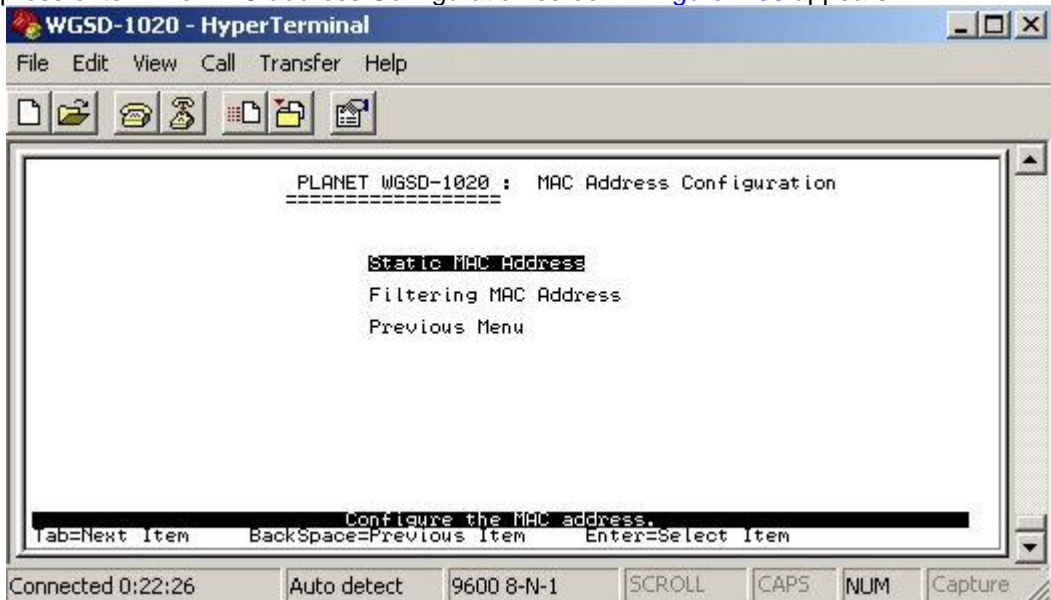 WGSD-1020 - HyperTerminal
File Edit View Call Transfer Help
PLANET WGSD-1020 : MAC Address Configuration
==================
Static MAC Address
Filtering MAC Address
Previous Menu
Configure the MAC address.
Tab=Next Item BackSpace=Previous Item Enter=Select Item
Connected 0:22:26 Auto detect 9600 8-N-1 SCROLL CAPS NUM Capture